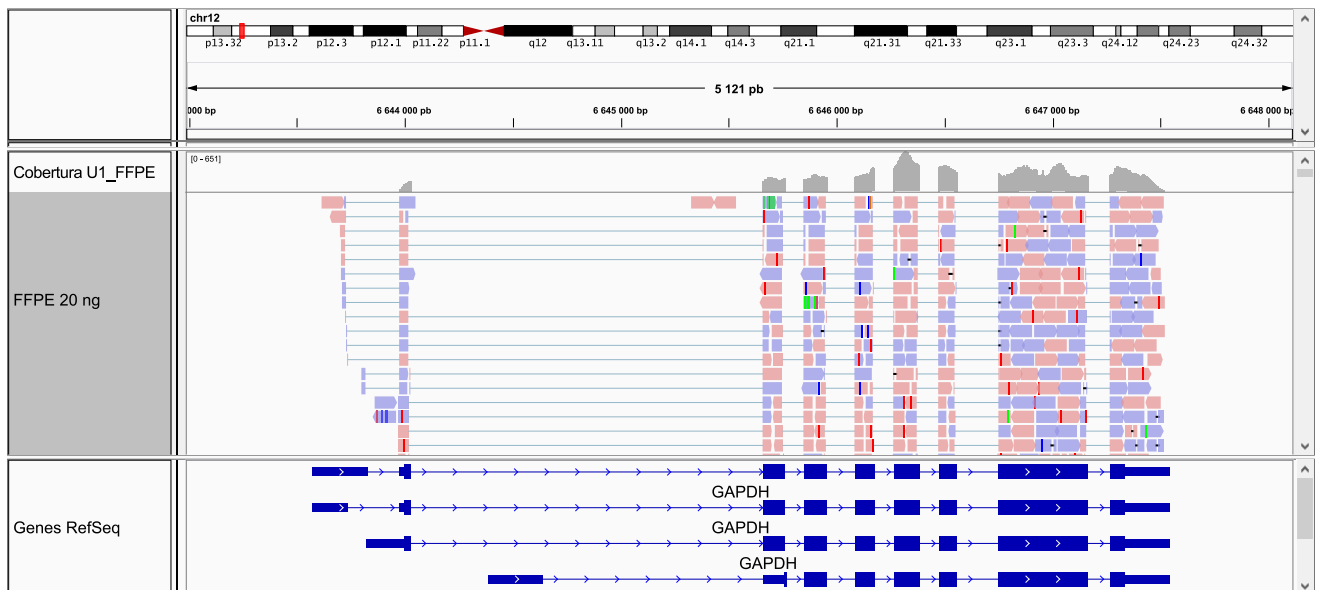 chr12
p13.32 p13.2 p12.3 p12.1 p11.22 p11.1 q12 q13.11 q13.2 q14.1 q14.3 q21.1 q21.31 q21.33 q23.1 q23.3 q24.12 q24.23 q24.32
5 121 pb
000 bp 6 644 000 pb 6 645 000 bp 6 646 000 pb 6 647 000 bp 6 648 000 bp
[0 - 651]
Cobertura U1_FFPE
FFPE 20 ng
GAPDH
Genes RefSeq
GAPDH
GAPDH